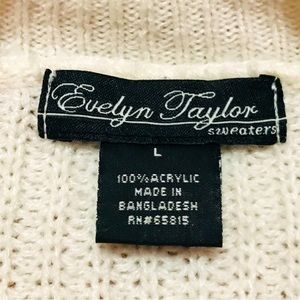 Evelyn Taylor
sweaters
L
100% ACRYLIC
MADE IN
BANGLADESH
RN#65815